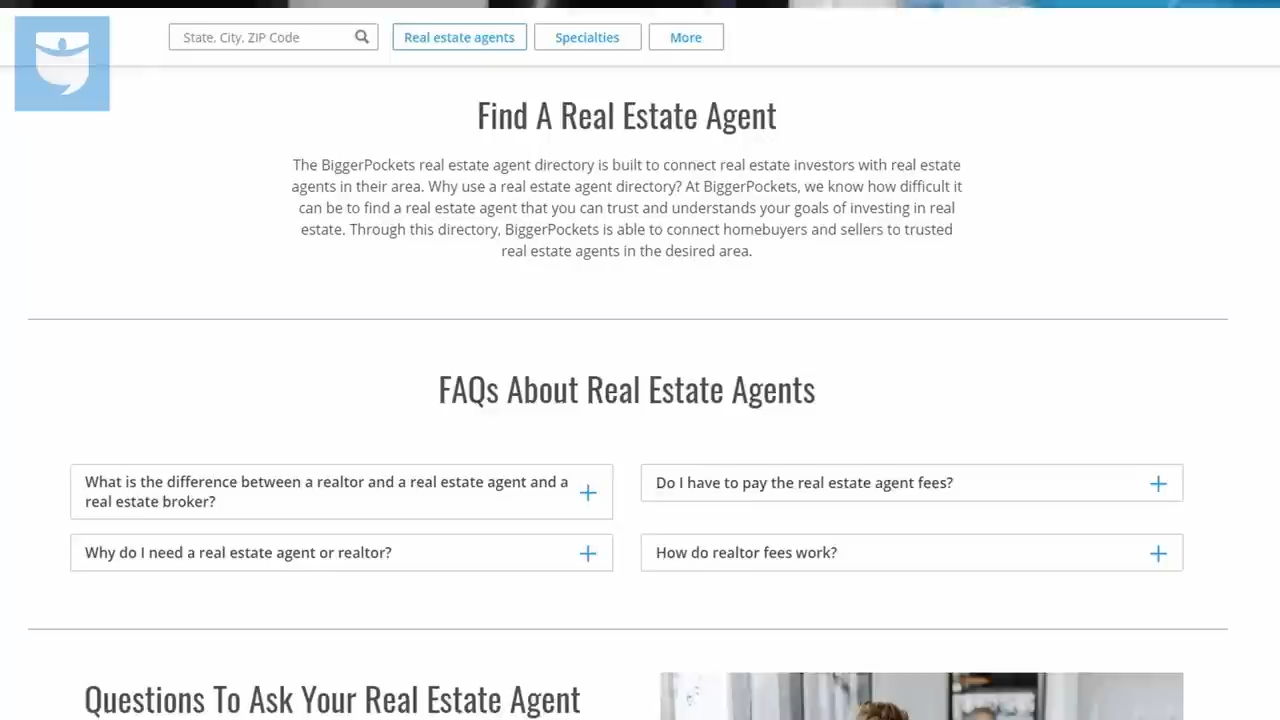 State, City, ZIP Code
Real estate agents
Specialties
More
Find A Real Estate Agent
The BiggerPockets real estate agent directory is built to connect real estate investors with real estate
agents in their area. Why use a real estate agent directory? At BiggerPockets, we know how difficult it
can be to find a real estate agent that you can trust and understands your goals of investing in real
estate. Through this directory, BiggerPockets is able to connect homebuyers and sellers to trusted
real estate agents in the desired area.
FAQs About Real Estate Agents
What is the difference between a realtor and a real estate agent and a
real estate broker?
Do I have to pay the real estate agent fees?
Why do I need a real estate agent or realtor?
How do realtor fees work?
Questions To Ask Your Real Estate Agent